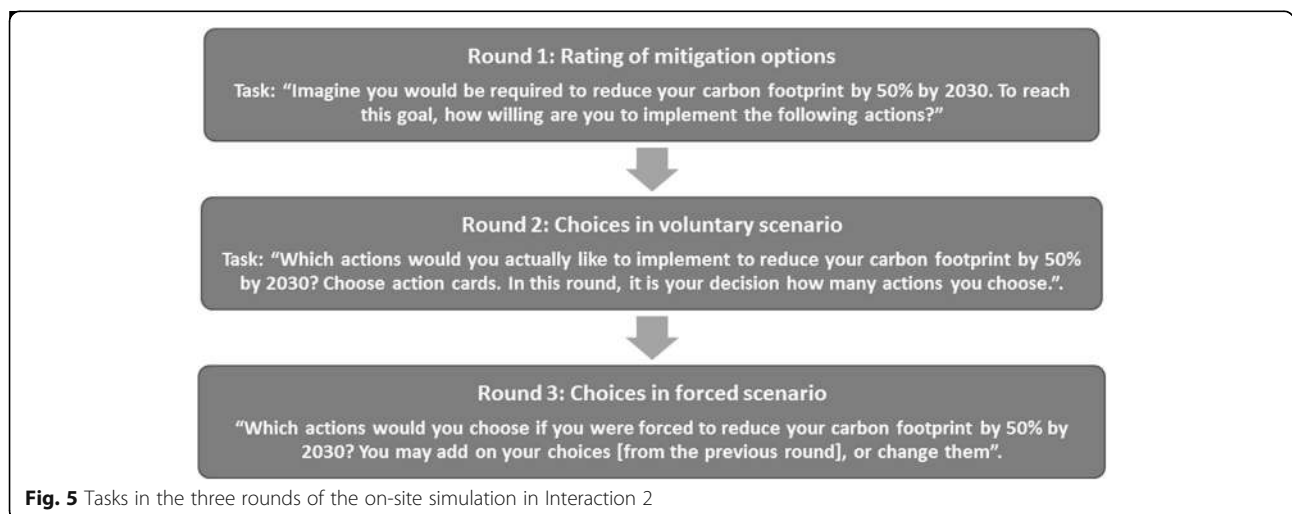 Round 1: Rating of mitigation options
Task: “Imagine you would be required to reduce your carbon footprint by 50% by 2030. To reach
this goal, how willing are you to implement the following actions?”
Round 2: Choices in voluntary scenario
Task: “Which actions would you actually like to implement to reduce your carbon footprint by 50%
by 2030? Choose action cards. In this round, it is your decision how many actions you choose.”.
Round 3: Choices in forced scenario
“Which actions would you choose if you were forced to reduce your carbon footprint by 50% by
2030? You may add on your choices [from the previous round], or change them”.
Fig. 5 Tasks in the three rounds of the on-site simulation in Interaction 2